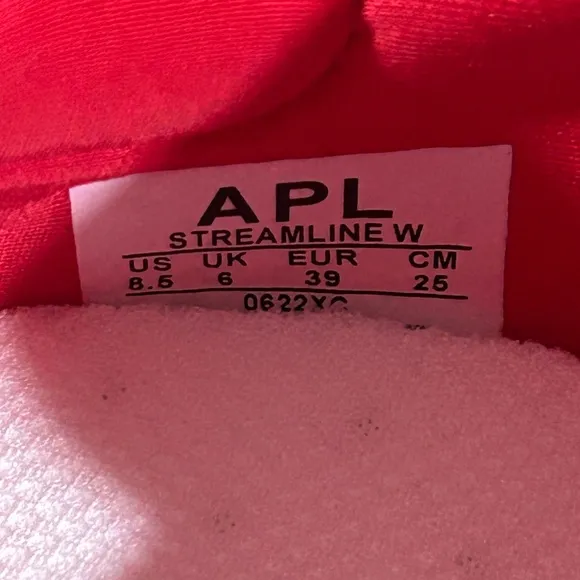 APL
STREAMLINE W
US UK EUR CM
8.5 6 39 25